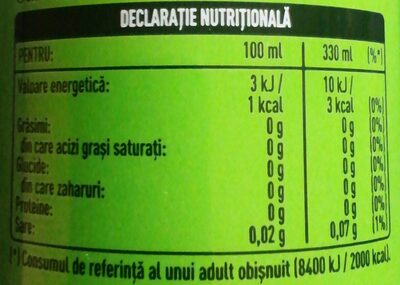 DECLARAȚIE NUTRIȚIONALĂ
PENTRU: 100 ml 330 ml (%*)
Valoare energetică: 3 kJ/ 10 kJ/
1 kcal 3 kcal (0%)
Grăsimi: 0 g 0 g (0%)
din care acizi grași saturați: 0 g 0 g (0%)
Glucide: 0 g 0 g (0%)
din care zaharuri: 0 g 0 g (0%)
Proteine: 0 g 0 g (0%)
Sare: 0,02 g 0,07 g (1%)
(*) Consumul de referință al unui adult obișnuit (8400 kJ / 2000 kcal).